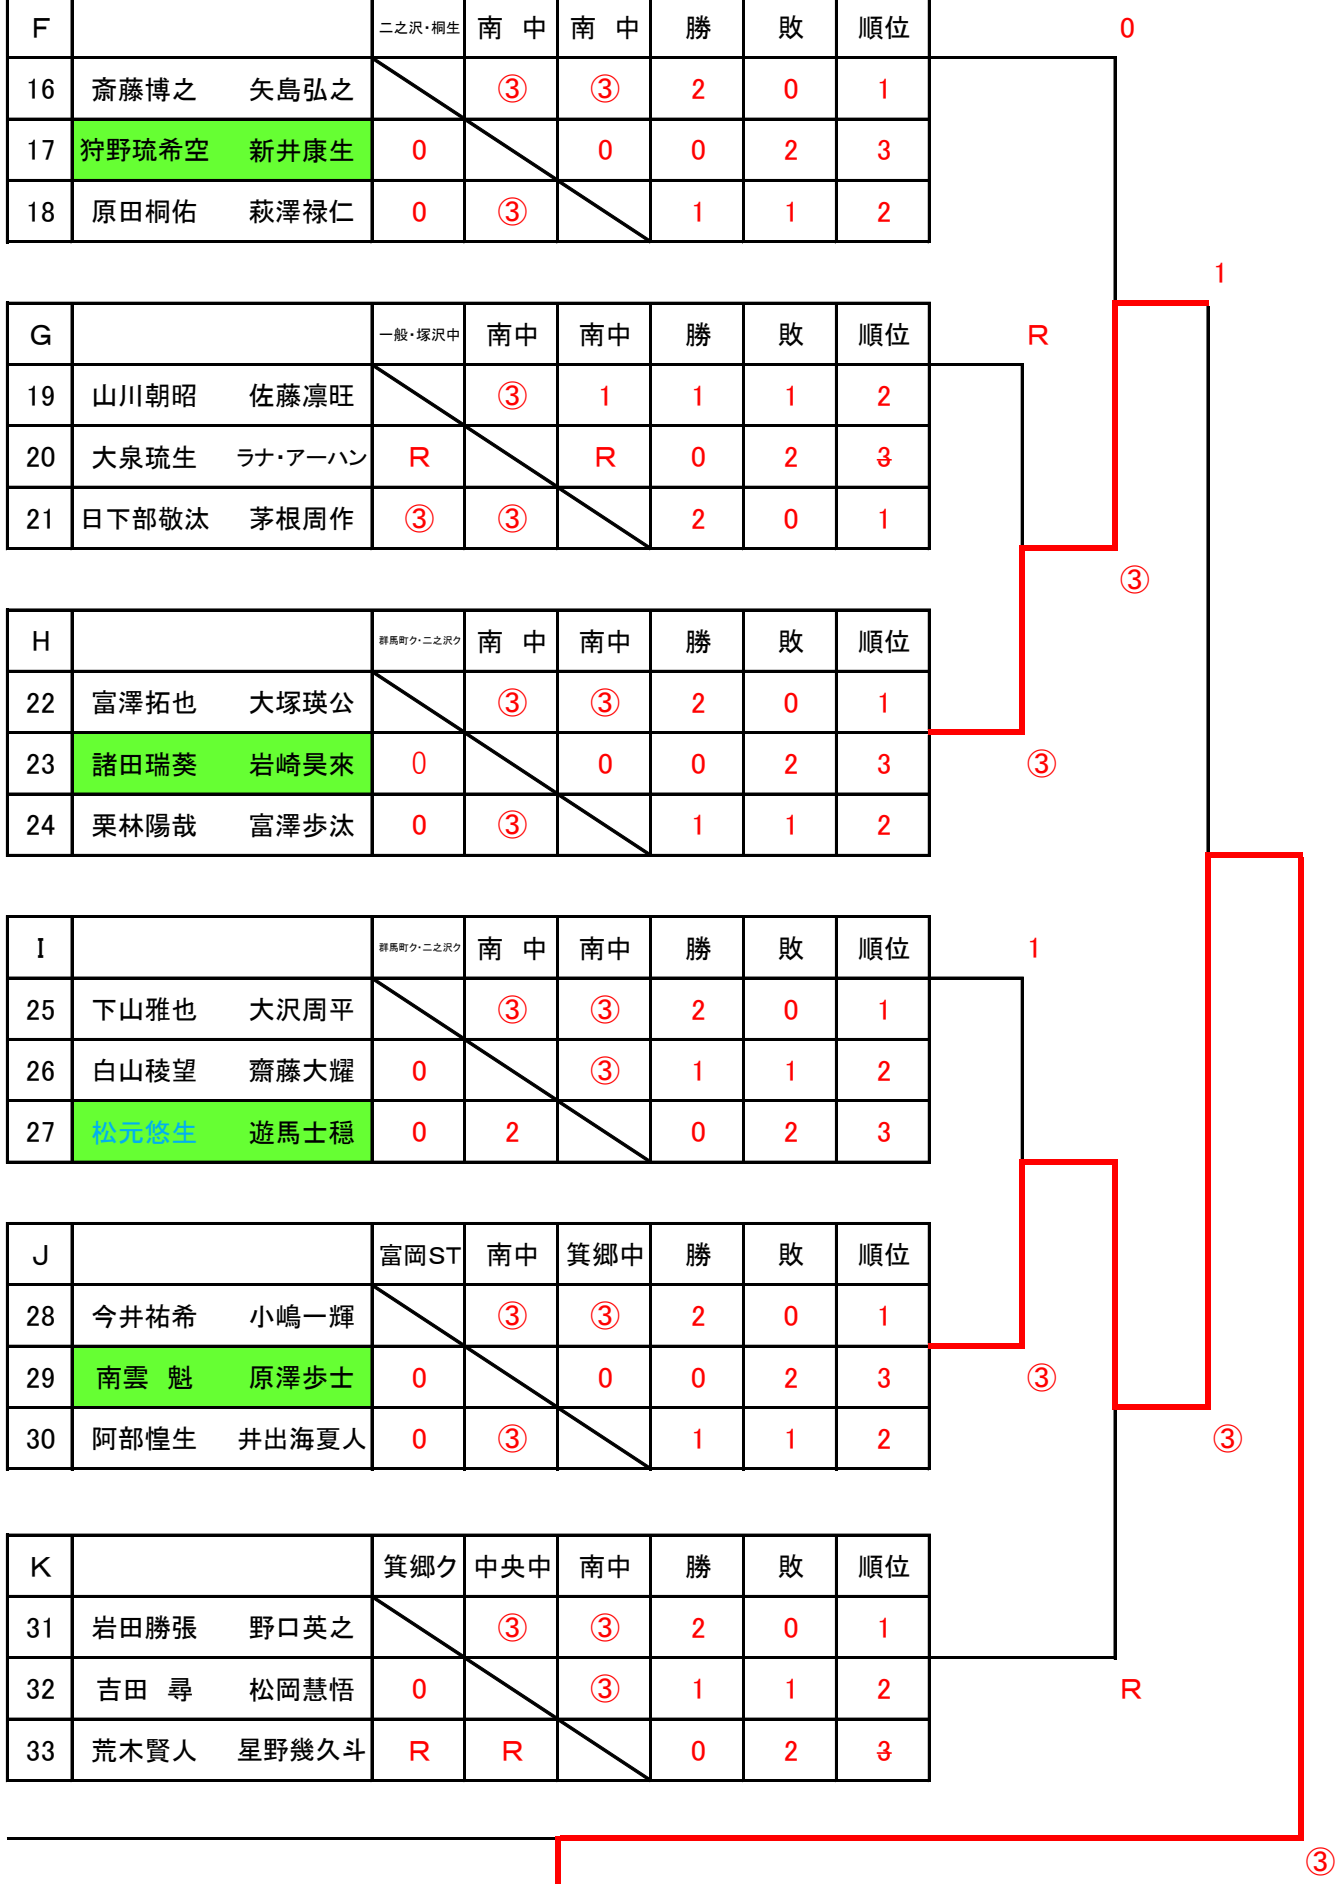 F 二之沢・桐生 南 中 南 中 勝 敗 順位 0
16 斎藤博之 矢島弘之 ③ ③ 2 0 1
17 狩野琉希空 新井康生 0 0 0 2 3
18 原田桐佑 萩澤禄仁 0 ③ 1 1 2
1
G 一般・塚沢中 南中 南中 勝 敗 順位 R
19 山川朝昭 佐藤凛旺 ③ 1 1 1 2
20 大泉琉生 ラナ・アーハン R R 0 2 3
21 日下部敬汰 茅根周作 ③ ③ 2 0 1
③
H 群馬町ク・二之沢ク 南 中 南中 勝 敗 順位
22 富澤拓也 大塚瑛公 ③ ③ 2 0 1
23 諸田瑞葵 岩崎昊來 0 0 0 2 3 ③
24 栗林陽哉 富澤歩汰 0 ③ 1 1 2
I 群馬町ク・二之沢ク 南 中 南中 勝 敗 順位 1
25 下山雅也 大沢周平 ③ ③ 2 0 1
26 白山稜望 齋藤大耀 0 ③ 1 1 2
27 松元悠生 遊馬士穏 0 2 0 2 3
J 富岡ST 南中 箕郷中 勝 敗 順位
28 今井祐希 小嶋一輝 ③ ③ 2 0 1
29 南雲 魁 原澤歩士 0 0 0 2 3 ③
30 阿部惶生 井出海夏人 0 ③ 1 1 2 ③
K 箕郷ク 中央中 南中 勝 敗 順位
31 岩田勝張 野口英之 ③ ③ 2 0 1
32 吉田 尋 松岡慧悟 0 ③ 1 1 2 R
33 荒木賢人 星野幾久斗 R R 0 2 3
③